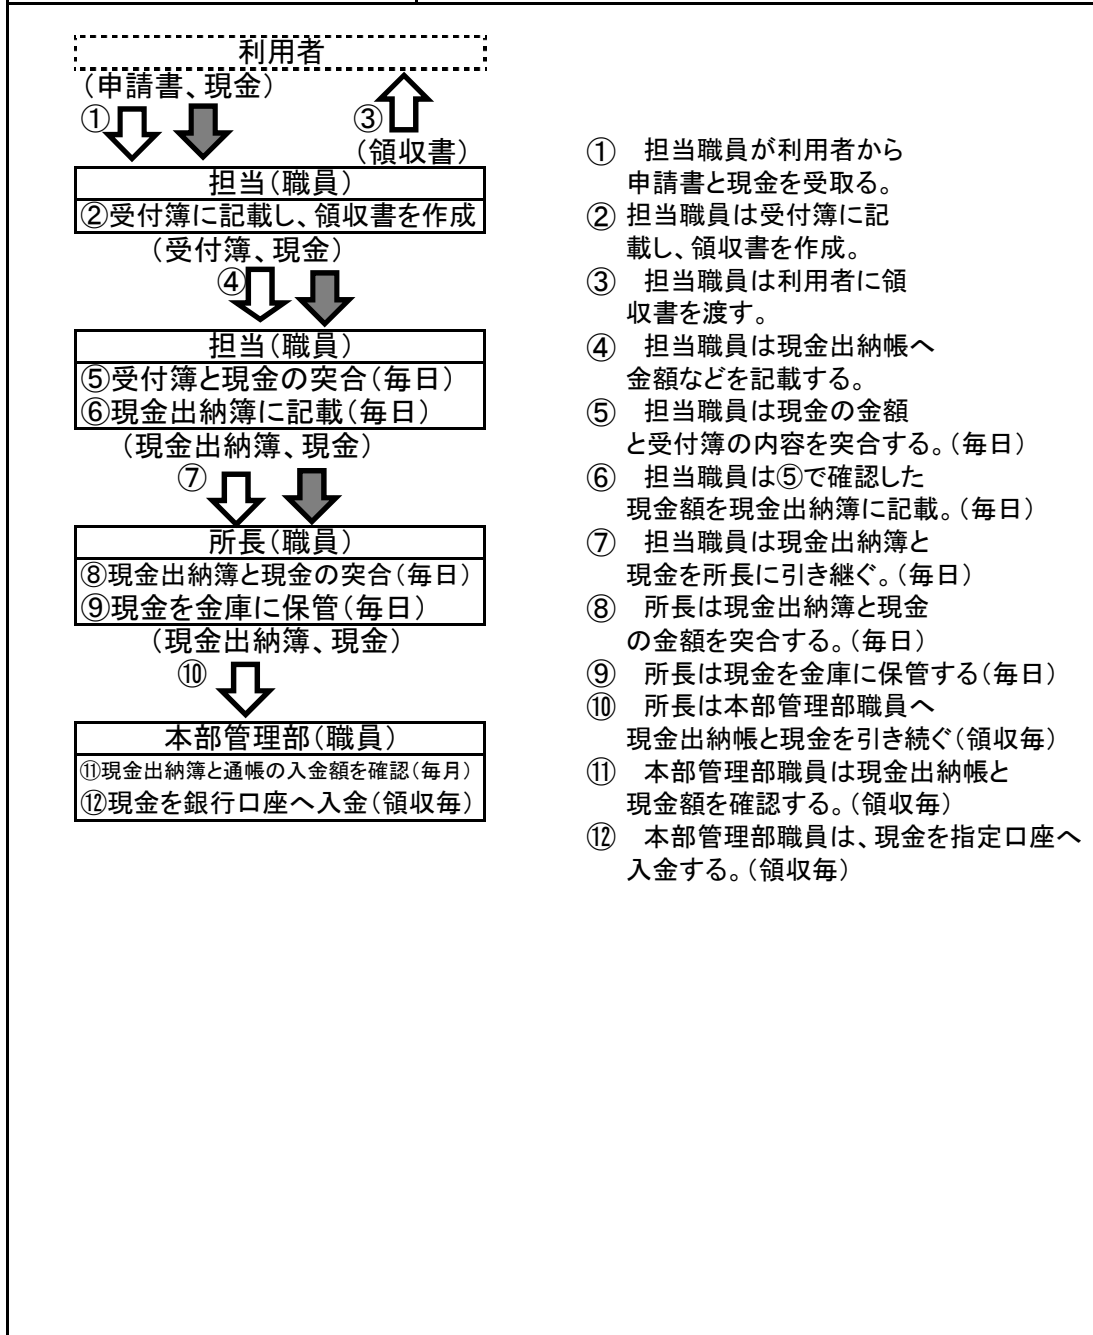 利用者
（申請書、現金）
①
③
（領収書）
担当（職員）
②受付簿に記載し、領収書を作成
（受付簿、現金）
④
担当（職員）
⑤受付簿と現金の突合（毎日）
⑥現金出納簿に記載（毎日）
（現金出納簿、現金）
⑦
所長（職員）
⑧現金出納簿と現金の突合（毎日）
⑨現金を金庫に保管（毎日）
（現金出納簿、現金）
⑩
本部管理部（職員）
⑪現金出納簿と通帳の入金額を確認（毎月）
⑫現金を銀行口座へ入金（領収毎）
①　担当職員が利用者から
申請書と現金を受取る。
② 担当職員は受付簿に記
載し、領収書を作成。
③　担当職員は利用者に領
収書を渡す。
④　担当職員は現金出納帳へ
金額などを記載する。
⑤　担当職員は現金の金額
と受付簿の内容を突合する。（毎日）
⑥　担当職員は⑤で確認した
現金額を現金出納簿に記載。（毎日）
⑦　担当職員は現金出納簿と
現金を所長に引き継ぐ。（毎日）
⑧　所長は現金出納簿と現金
の金額を突合する。（毎日）
⑨　所長は現金を金庫に保管する（毎日）
⑩　所長は本部管理部職員へ
現金出納帳と現金を引き続ぐ（領収毎）
⑪　本部管理部職員は現金出納帳と
現金額を確認する。（領収毎）
⑫　本部管理部職員は、現金を指定口座へ
入金する。（領収毎）